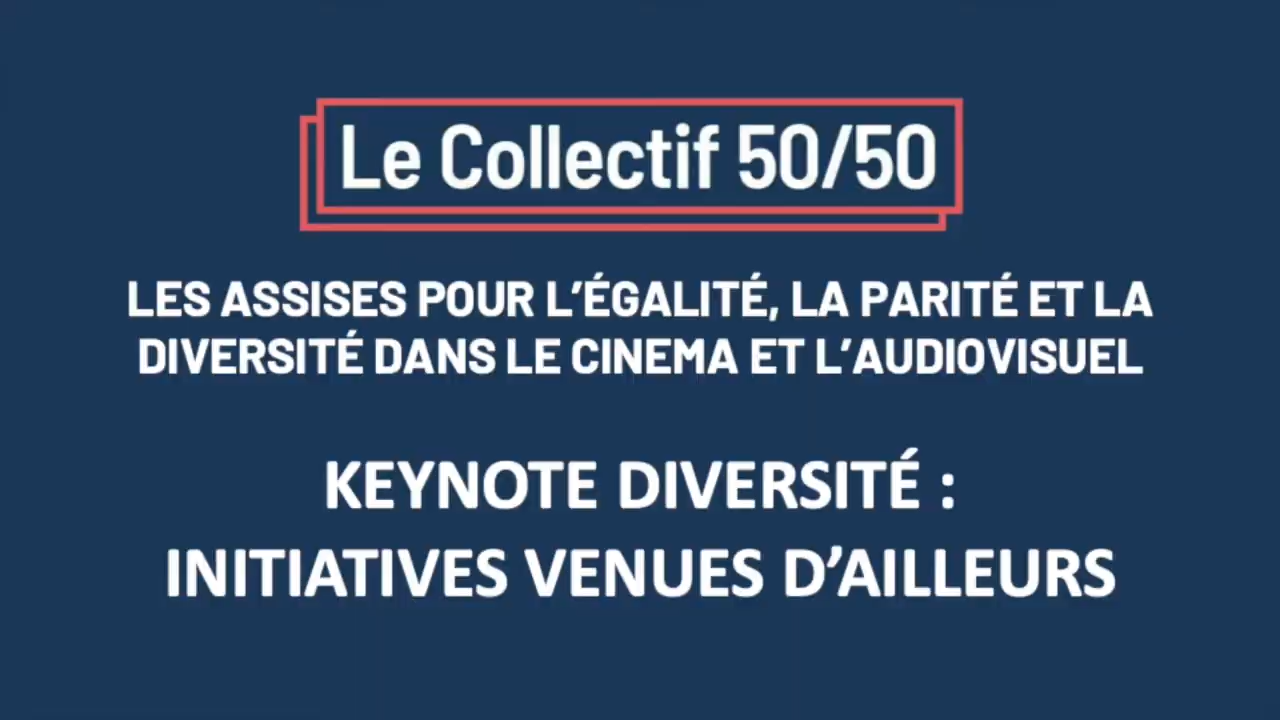 Le Collectif 50/50
LES ASSISES POUR L’ÉGALITÉ, LA PARITÉ ET LA
DIVERSITÉ DANS LE CINEMA ET L’AUDIOVISUEL
KEYNOTE DIVERSITÉ :
INITIATIVES VENUES D’AILLEURS